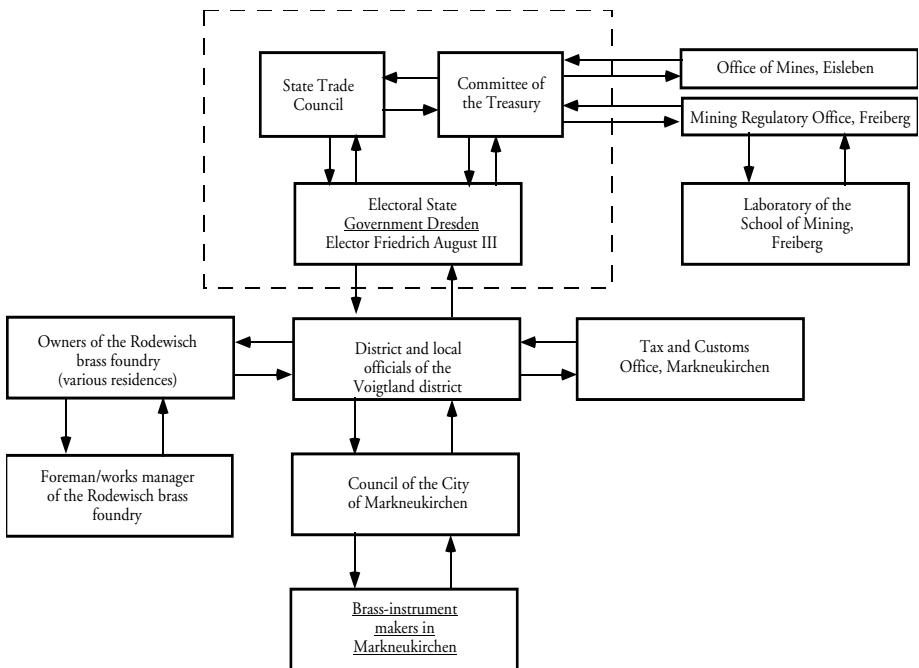 State Trade
Council
Committee of
the Treasury
Office of Mines, Eisleben
Mining Regulatory Office, Freiberg
Electoral State
Government Dresden
Elector Friedrich August III
Laboratory of the
School of Mining,
Freiberg
Owners of the Rodewisch
brass foundry
(various residences)
District and local
officials of the
Voigtland district
Tax and Customs
Office, Markneukirchen
Foreman/works manager
of the Rodewisch brass
foundry
Council of the City
of Markneukirchen
Brass-instrument
makers in
Markneukirchen